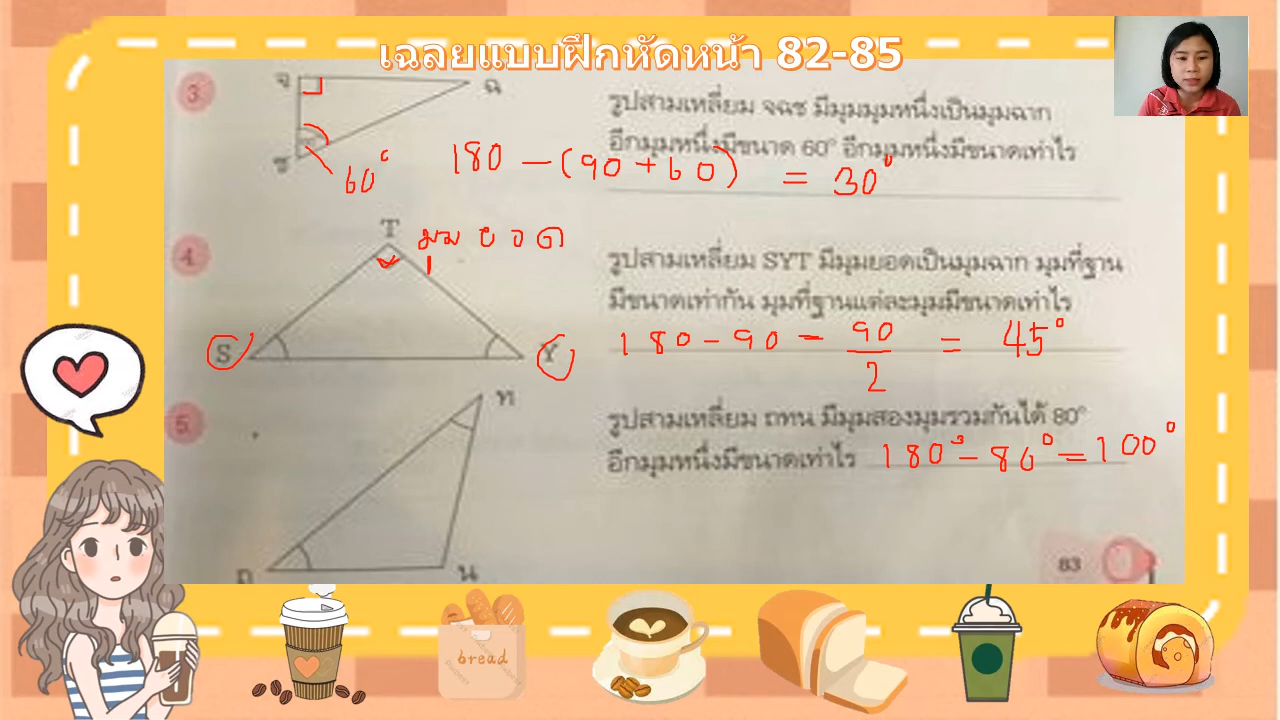 เฉลยแบบฝึกหัดหน้า 82-85
3.
จ
ฉ
ช
60°
รูปสามเหลี่ยม จฉช มีมุมมุมหนึ่งเป็นมุมฉาก
อีกมุมหนึ่งมีขนาด 60° อีกมุมหนึ่งมีขนาดเท่าไร
180 - (90 + 60) = 30°
4.
T
มุมยอด
S
Y
รูปสามเหลี่ยม SYT มีมุมยอดเป็นมุมฉาก มุมที่ฐาน
มีขนาดเท่ากัน มุมที่ฐานแต่ละมุมมีขนาดเท่าไร
180 - 90 = 90/2 = 45°
5.
ท
ถ
น
รูปสามเหลี่ยม ถทน มีมุมสองมุมรวมกันได้ 80°
อีกมุมหนึ่งมีขนาดเท่าไร 180° - 80° = 100°
83
bread